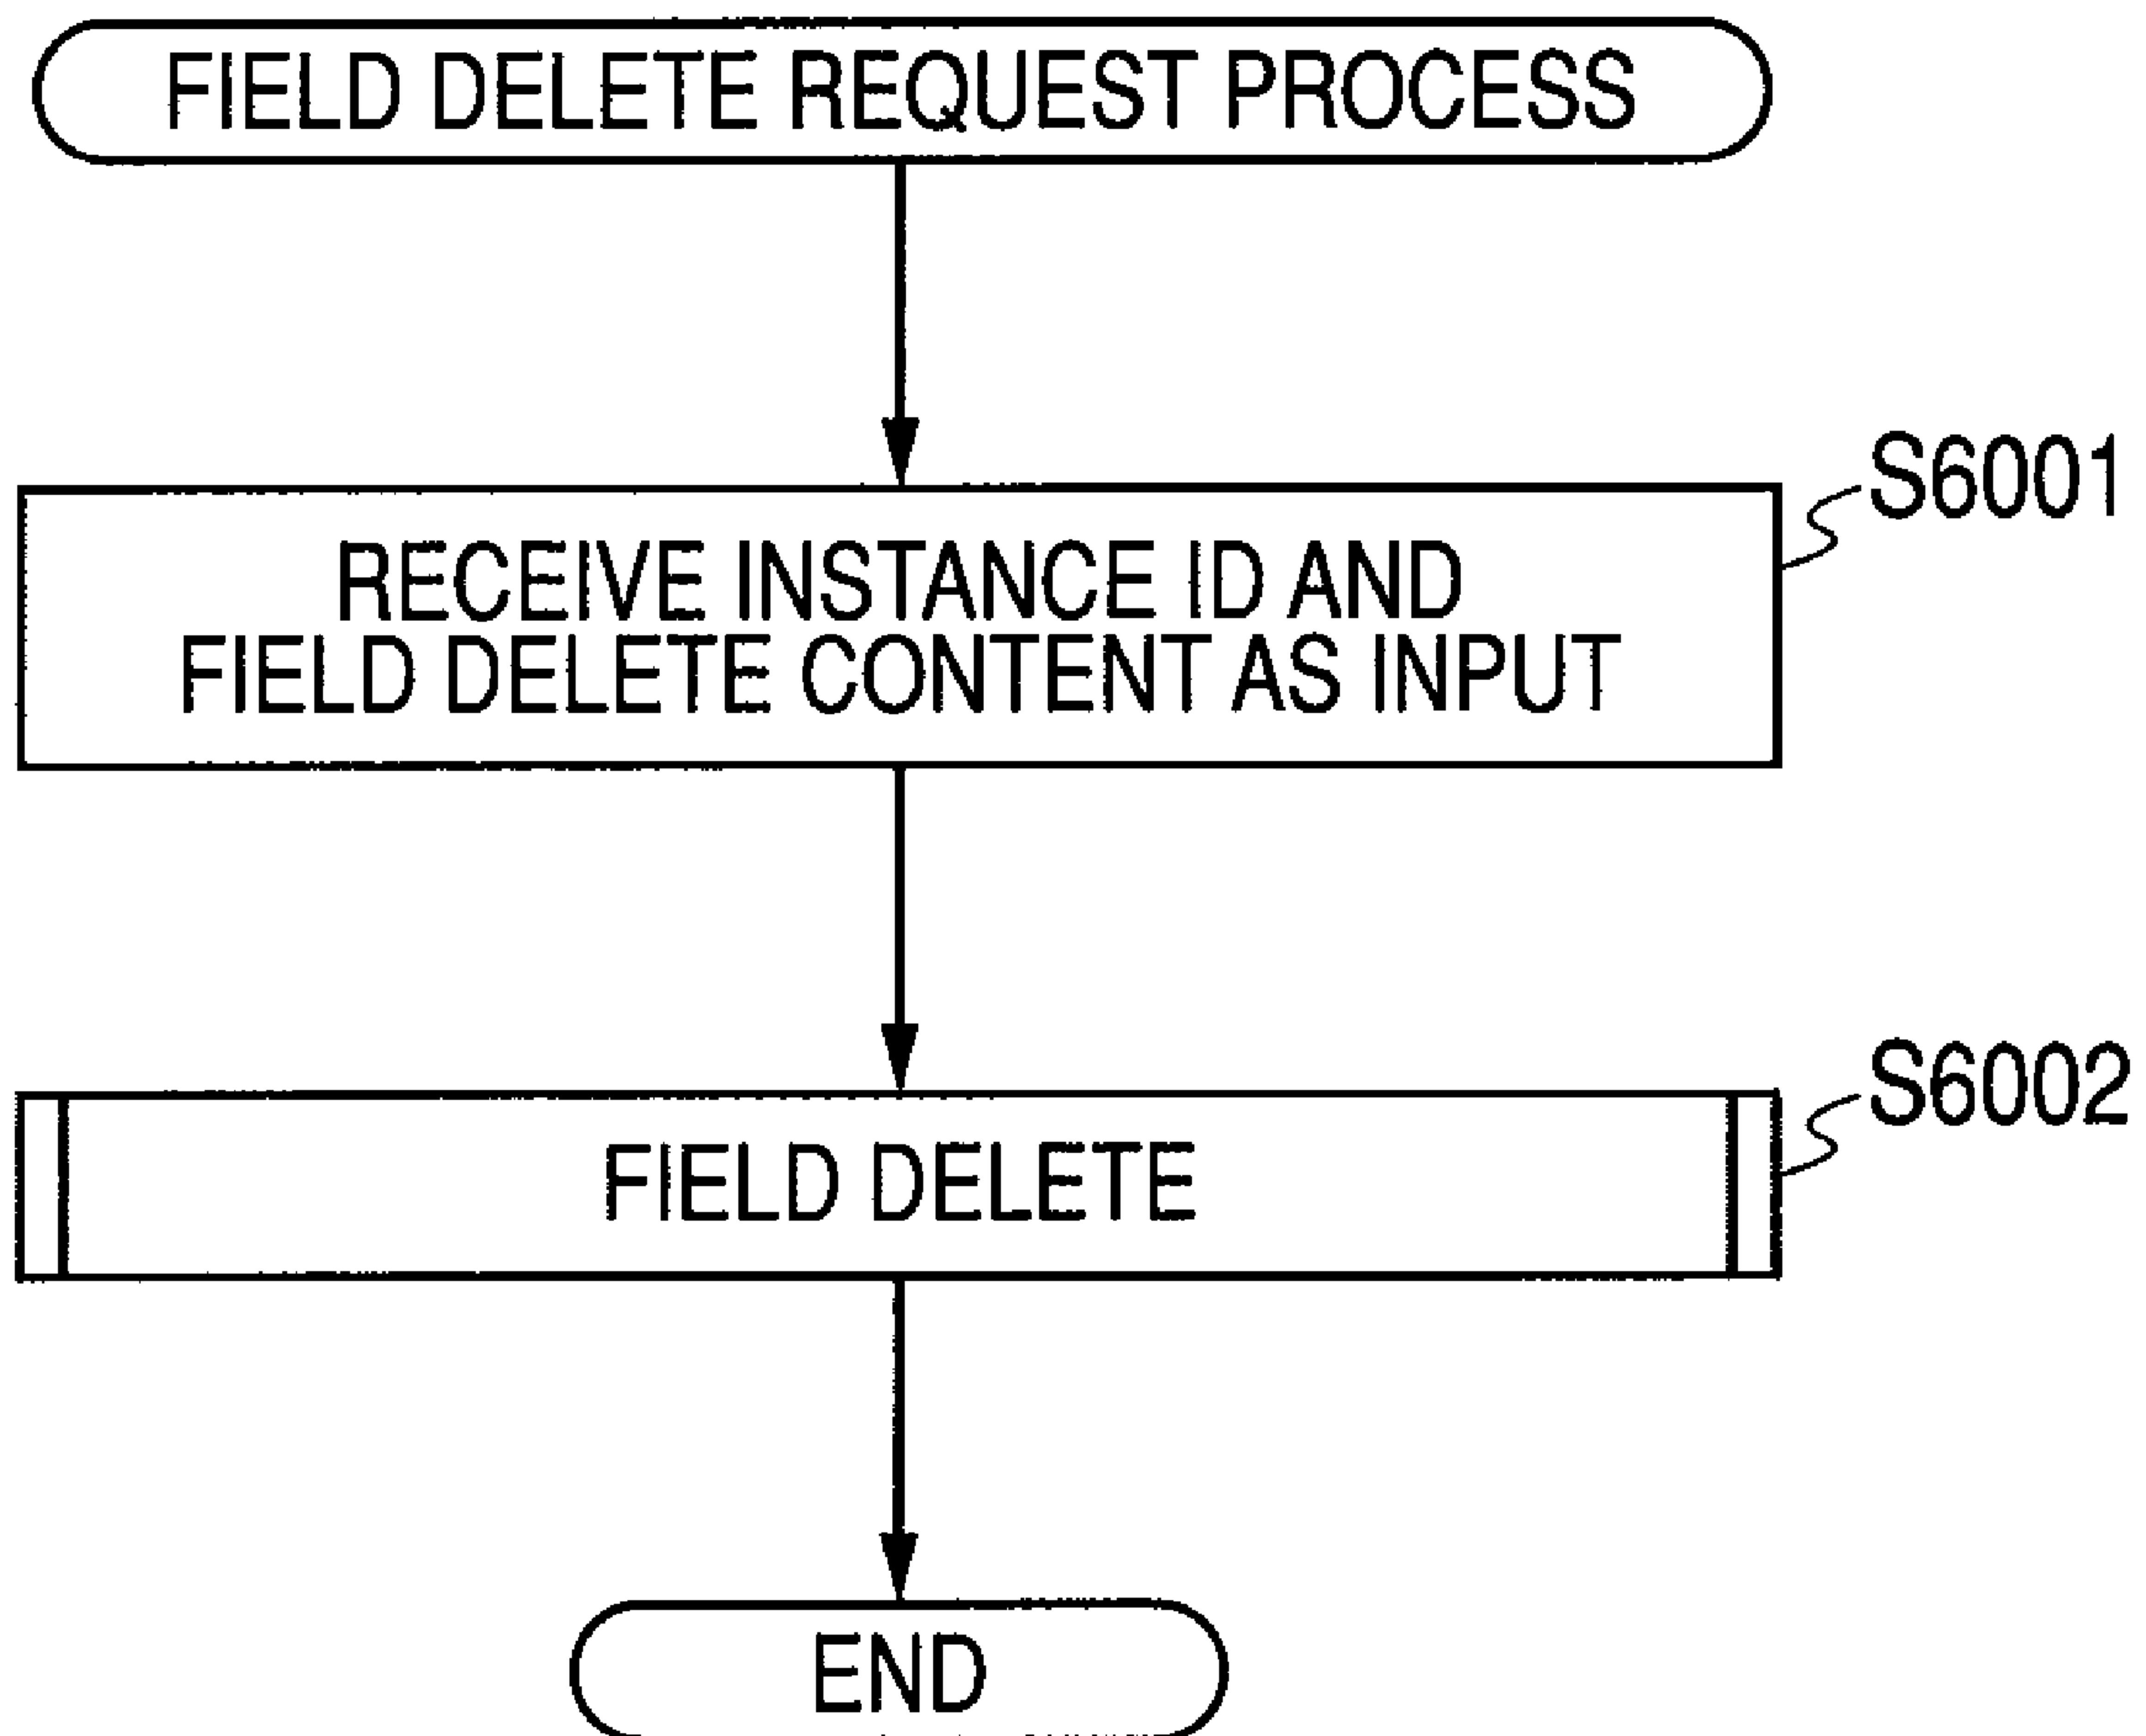 FIELD DELETE REQUEST PROCESS
S6001
RECEIVE INSTANCE ID AND
FIELD DELETE CONTENT AS INPUT
S6002
FIELD DELETE
END